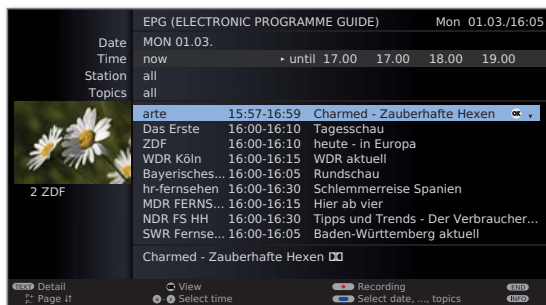 EPG (ELECTRONIC PROGRAMME GUIDE) Mon 01.03./16:05
Date MON 01.03.
Time now ▸ until 17.00 17.00 18.00 19.00
Station all
Topics all
arte 15:57-16:59 Charmed - Zauberhafte Hexen OK
Das Erste 16:00-16:10 Tagesschau
ZDF 16:00-16:10 heute - in Europa
WDR Köln 16:00-16:15 WDR aktuell
Bayerisches... 16:00-16:05 Rundschau
hr-fernsehen 16:00-16:30 Schlemmerreise Spanien
MDR FERNS... 16:00-16:15 Hier ab vier
NDR FS HH 16:00-16:30 Tipps und Trends - Der Verbraucher...
SWR Fernse... 16:00-16:05 Baden-Württemberg aktuell
2 ZDF
Charmed - Zauberhafte Hexen
TEXT Detail OK View Recording END
P+ P- Page Select time Select date, ..., topics INFO